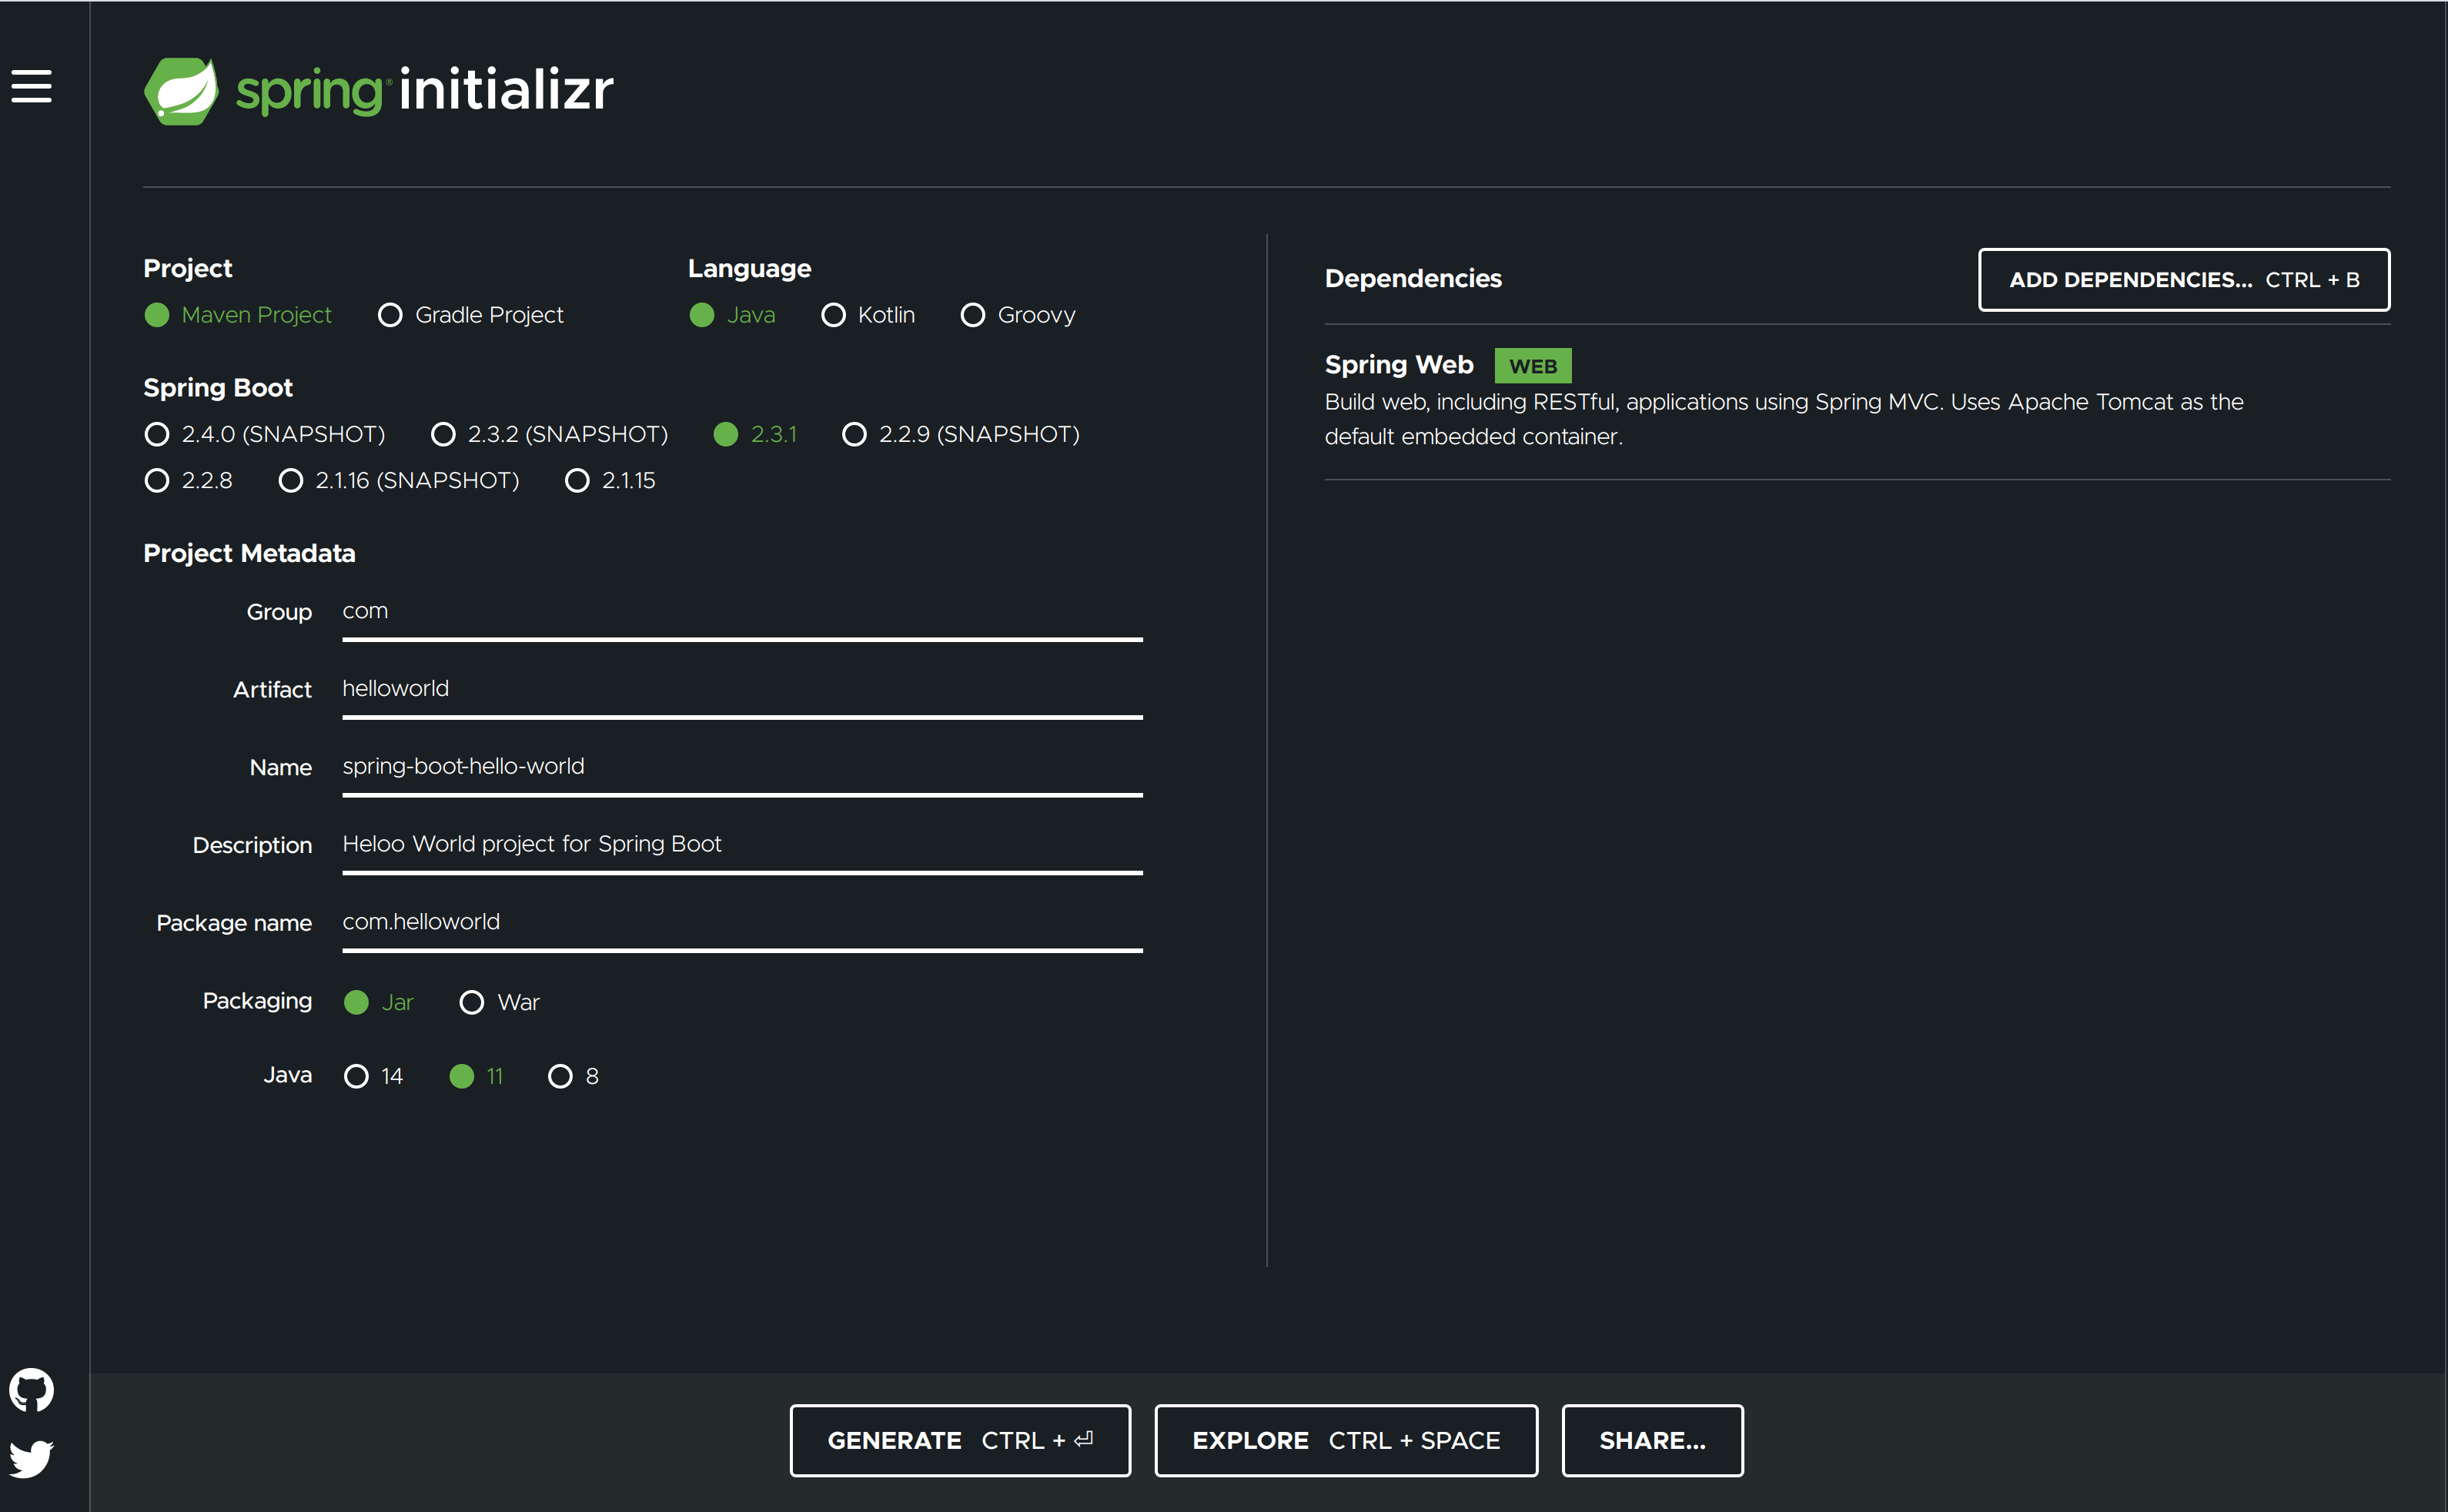 spring initializr
Project
Maven Project Gradle Project
Language
Java Kotlin Groovy
Spring Boot
2.4.0 (SNAPSHOT) 2.3.2 (SNAPSHOT) 2.3.1 2.2.9 (SNAPSHOT)
2.2.8 2.1.16 (SNAPSHOT) 2.1.15
Project Metadata
Group com
Artifact helloworld
Name spring-boot-hello-world
Description Heloo World project for Spring Boot
Package name com.helloworld
Packaging Jar War
Java 14 11 8
Dependencies
ADD DEPENDENCIES... CTRL + B
Spring Web WEB
Build web, including RESTful, applications using Spring MVC. Uses Apache Tomcat as the
default embedded container.
GENERATE CTRL + ⏎
EXPLORE CTRL + SPACE
SHARE...